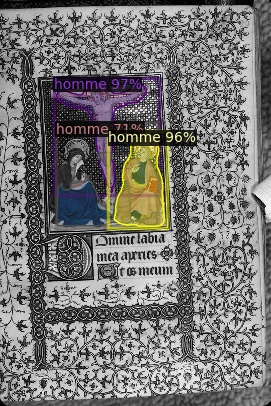 homme 97%
homme 71%
homme 96%
Domine labia
mea aperies
et os meum